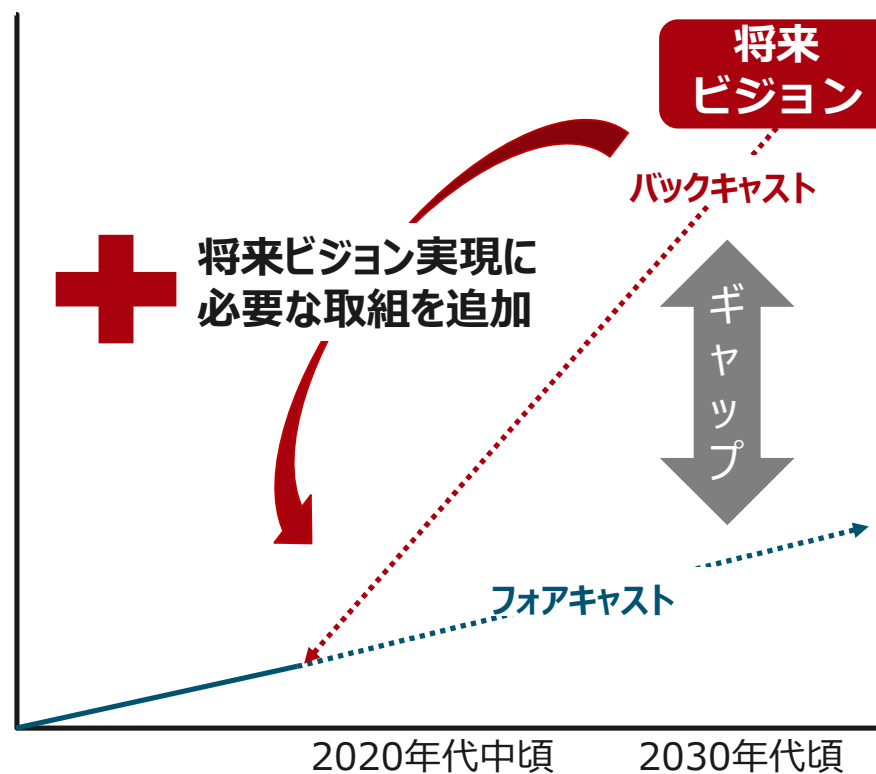 将来
ビジョン
バックキャスト
将来ビジョン実現に
必要な取組を追加
ギャップ
フォアキャスト
2020年代中頃
2030年代頃